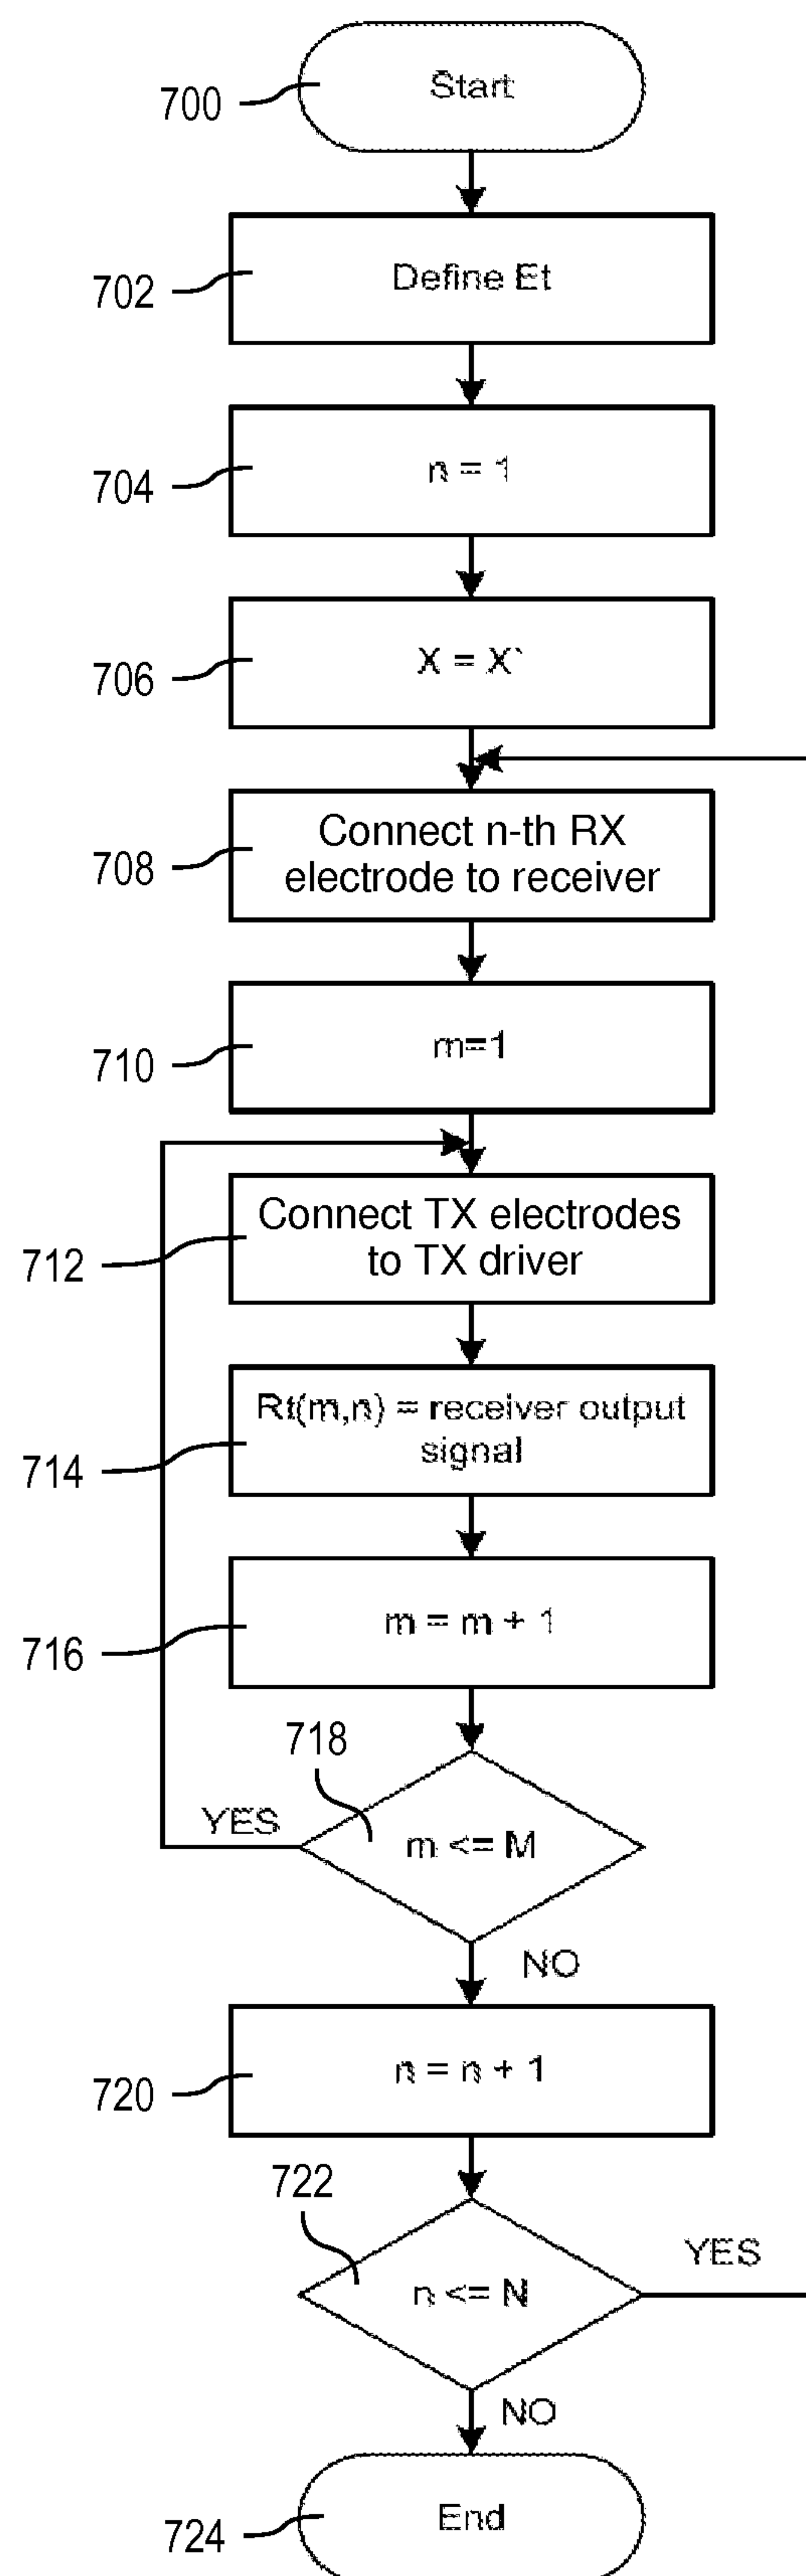 700
Start
702
Define Et
704
n = 1
706
X = X`
708
Connect n-th RX
electrode to receiver
710
m=1
712
Connect TX electrodes
to TX driver
714
Rt(m,n) = receiver output
signal
716
m = m + 1
718
YES
m <= M
NO
720
n = n + 1
722
YES
n <= N
NO
724
End